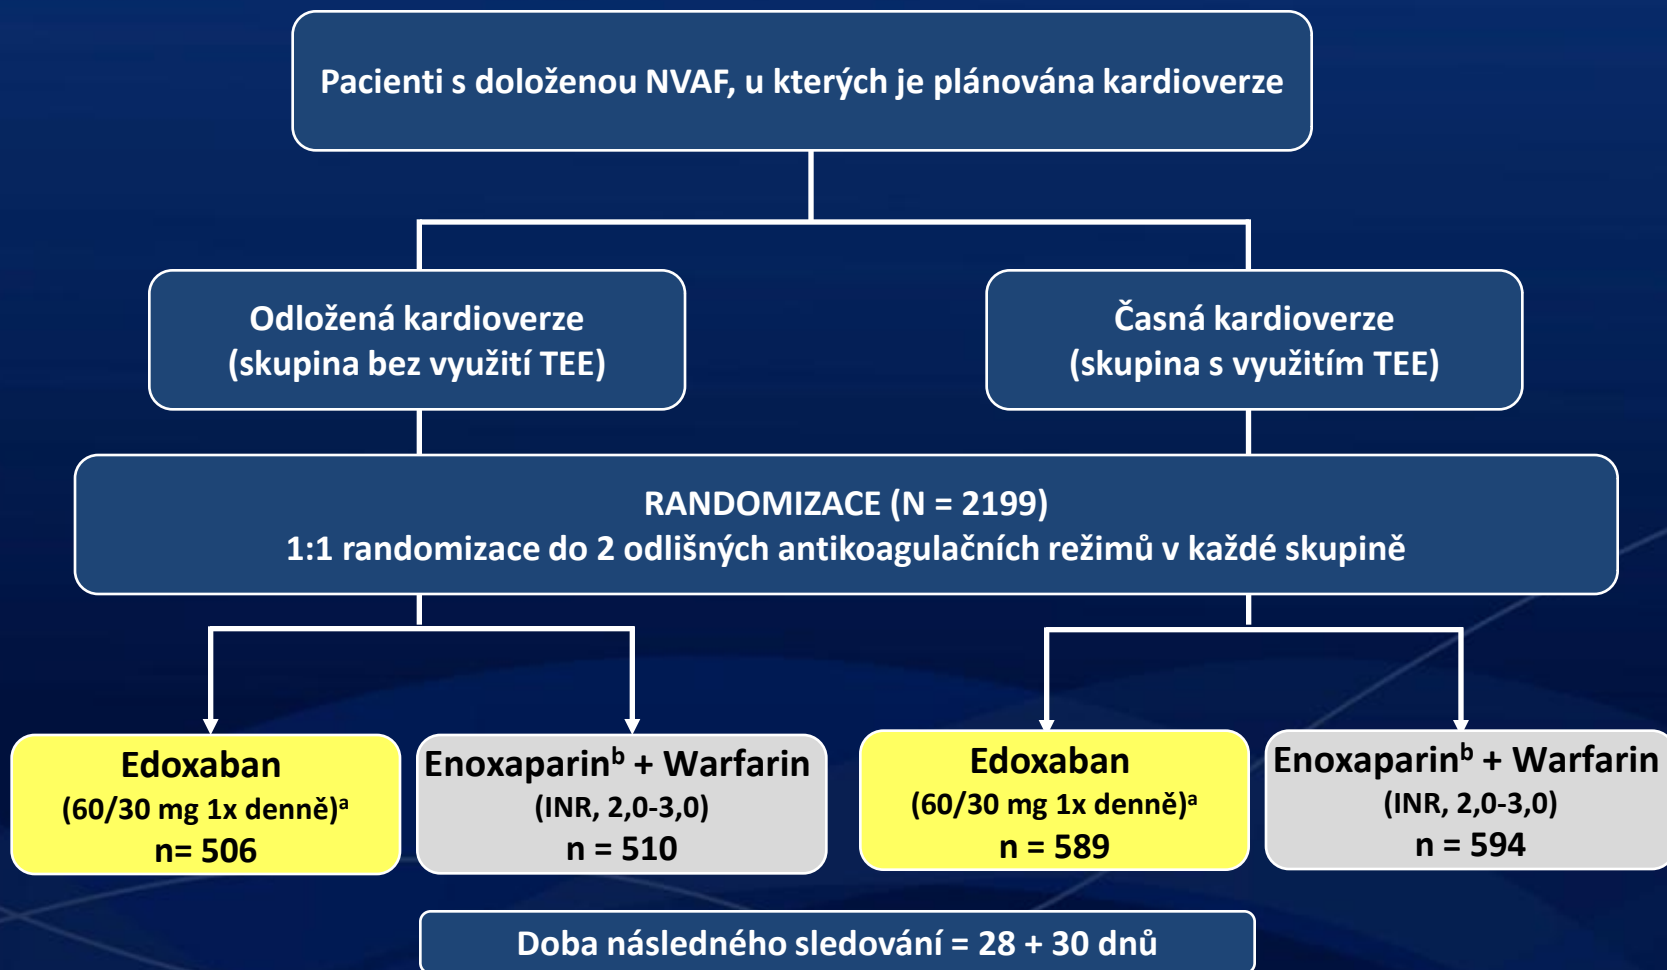 Pacienti s doloženou NVAF, u kterých je plánována kardioverze
Odložená kardioverze
(skupina bez využití TEE)
Časná kardioverze
(skupina s využitím TEE)
RANDOMIZACE (N = 2199)
1:1 randomizace do 2 odlišných antikoagulačních režimů v každé skupině
Edoxaban
(60/30 mg 1x denně)ᵃ
n= 506
Enoxaparinᵇ + Warfarin
(INR, 2,0-3,0)
n = 510
Edoxaban
(60/30 mg 1x denně)ᵃ
n = 589
Enoxaparinᵇ + Warfarin
(INR, 2,0-3,0)
n = 594
Doba následného sledování = 28 + 30 dnů